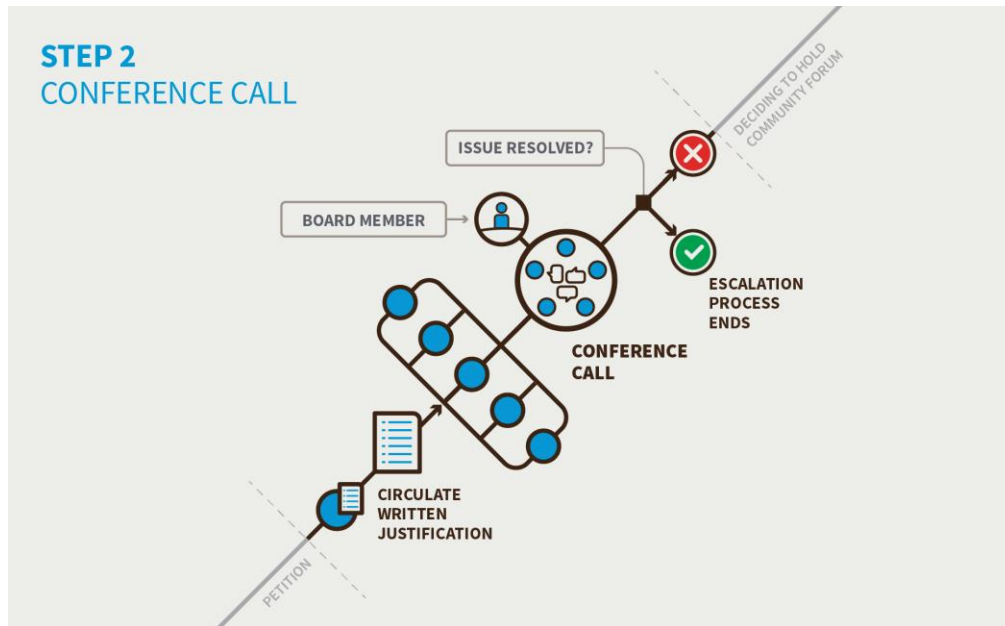 STEP 2
CONFERENCE CALL
DECIDING TO HOLD
COMMUNITY FORUM
ISSUE RESOLVED?
BOARD MEMBER
ESCALATION
PROCESS
ENDS
CONFERENCE
CALL
CIRCULATE
WRITTEN
JUSTIFICATION
PETITION